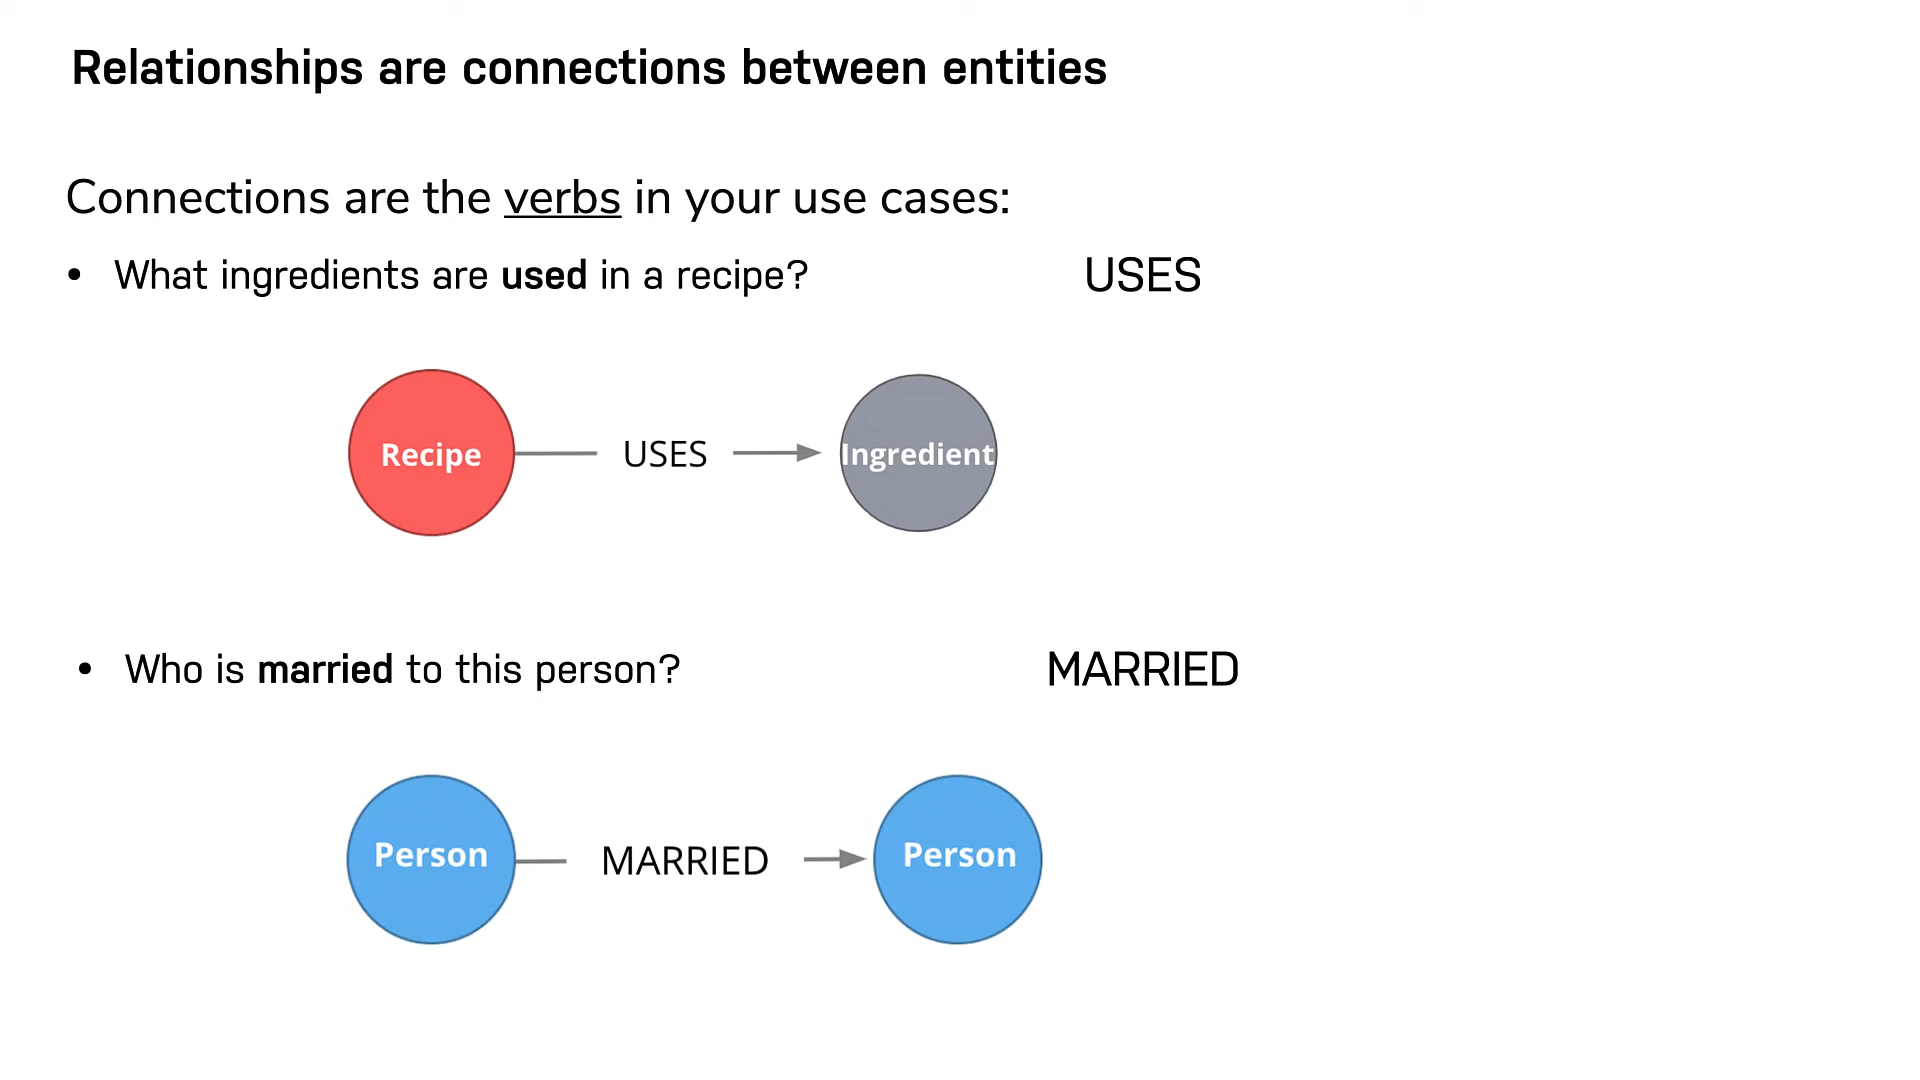 Relationships are connections between entities
Connections are the verbs in your use cases:
• What ingredients are used in a recipe?
USES
Recipe
USES
Ingredient
• Who is married to this person?
MARRIED
Person
MARRIED
Person